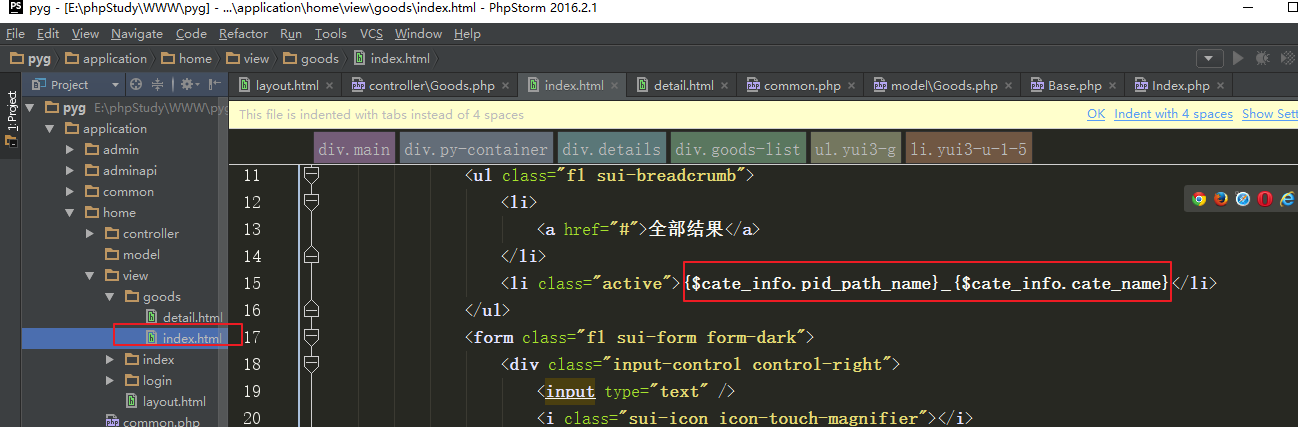 pyg - [E:\phpStudy\WWW\pyg] - ...\application\home\view\goods\index.html - PhpStorm 2016.2.1
File Edit View Navigate Code Refactor Run Tools VCS Window Help
pyg application home view goods index.html
Project
layout.html controller\Goods.php index.html detail.html common.php model\Goods.php Base.php Index.php
1: Project
pyg E:\phpStudy\WWW\pyg
application
admin
adminapi
common
home
controller
model
view
goods
detail.html
index.html
index
login
layout.html
common.php
This file is indented with tabs instead of 4 spaces
OK Indent with 4 spaces Show Sett
div.main div.py-container div.details div.goods-list ul.yui3-g li.yui3-u-1-5
11 <ul class="fl sui-breadcrumb">
12 <li>
13 <a href="#">全部结果</a>
14 </li>
15 <li class="active">{$cate_info.pid_path_name}_{$cate_info.cate_name}</li>
16 </ul>
17 <form class="fl sui-form form-dark">
18 <div class="input-control control-right">
19 <input type="text" />
20 <i class="sui-icon icon-touch-magnifier"></i>